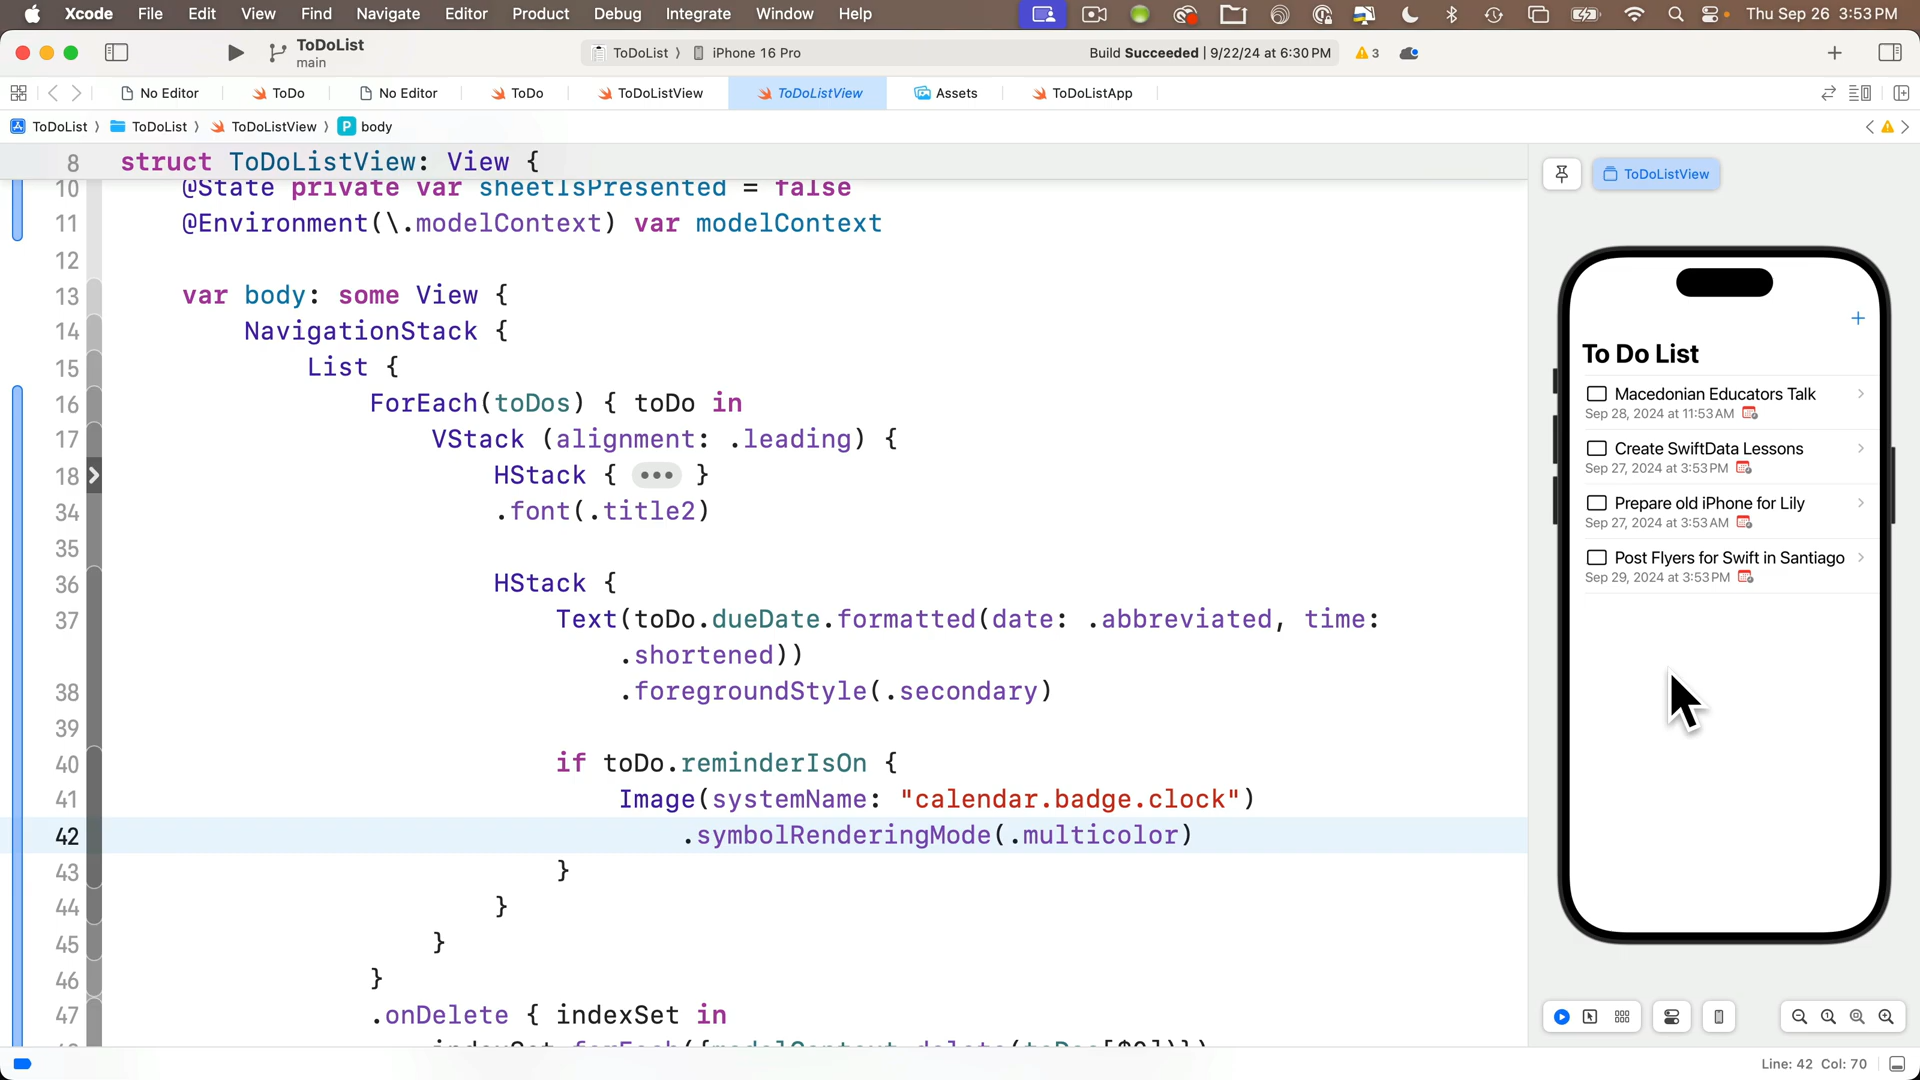 Xcode File Edit View Find Navigate Editor Product Debug Integrate Window Help Thu Sep 26 3:53 PM
ToDoList
main
ToDoList 〉 iPhone 16 Pro
Build Succeeded | 9/22/24 at 6:30 PM 3
No Editor ToDo No Editor ToDo ToDoListView ToDoListView Assets ToDoListApp
ToDoList 〉 ToDoList 〉 ToDoListView 〉 P body
8 struct ToDoListView: View {
10 @State private var sheetIsPresented = false
11 @Environment(\.modelContext) var modelContext
12
13 var body: some View {
14 NavigationStack {
15 List {
16 ForEach(toDos) { toDo in
17 VStack (alignment: .leading) {
18 HStack { ••• }
34 .font(.title2)
35
36 HStack {
37 Text(toDo.dueDate.formatted(date: .abbreviated, time:
.shortened))
38 .foregroundStyle(.secondary)
39
40 if toDo.reminderIsOn {
41 Image(systemName: "calendar.badge.clock")
42 .symbolRenderingMode(.multicolor)
43 }
44 }
45 }
46 }
47 .onDelete { indexSet in
indexSet.forEach({modelContext.delete(toDos[$0])})
ToDoListView
To Do List
Macedonian Educators Talk
Sep 28, 2024 at 11:53 AM
Create SwiftData Lessons
Sep 27, 2024 at 3:53 PM
Prepare old iPhone for Lily
Sep 27, 2024 at 3:53 AM
Post Flyers for Swift in Santiago
Sep 29, 2024 at 3:53 PM
Line: 42 Col: 70